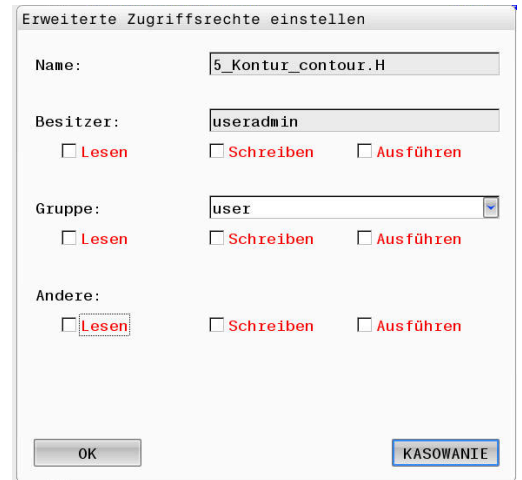 Erweiterte Zugriffsrechte einstellen
Name: 5_Kontur_contour.H
Besitzer: useradmin
Lesen Schreiben Ausführen
Gruppe: user
Lesen Schreiben Ausführen
Andere:
Lesen Schreiben Ausführen
OK KASOWANIE